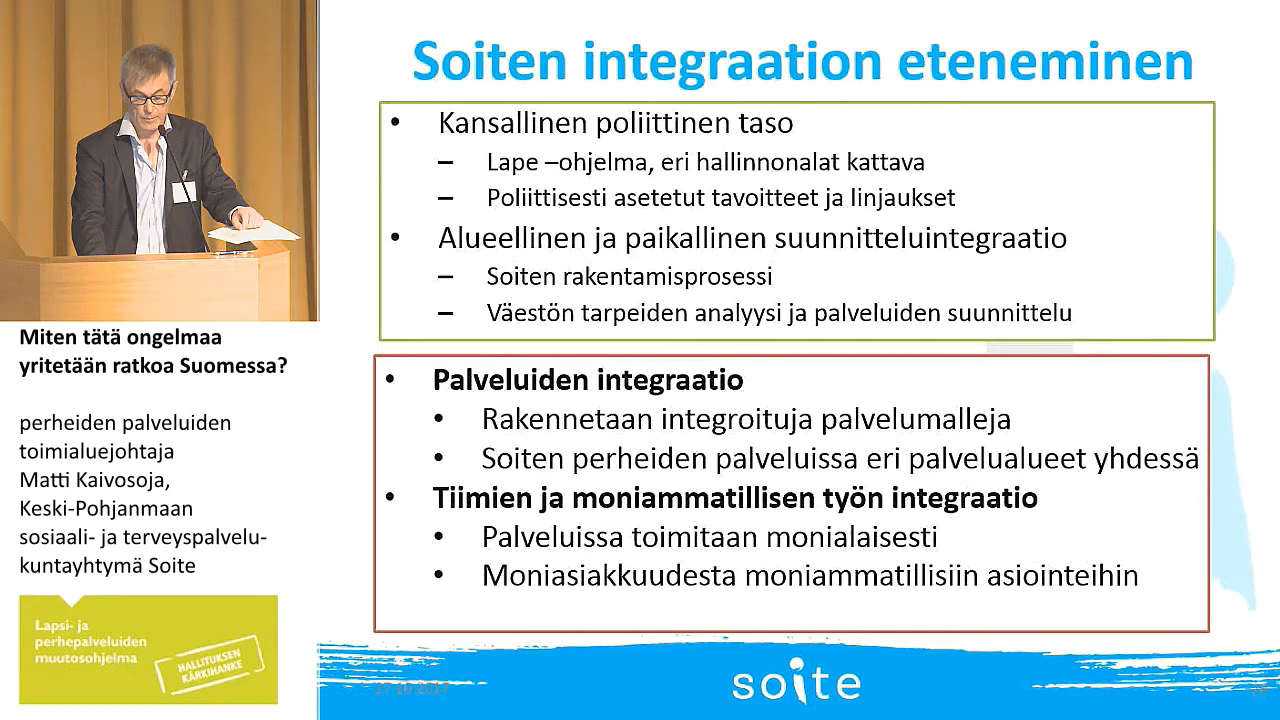 Soiten integraation eteneminen
• Kansallinen poliittinen taso
– Lape –ohjelma, eri hallinnonalat kattava
– Poliittisesti asetetut tavoitteet ja linjaukset
• Alueellinen ja paikallinen suunnitteluintegraatio
– Soiten rakentamisprosessi
– Väestön tarpeiden analyysi ja palveluiden suunnittelu
• Palveluiden integraatio
• Rakennetaan integroituja palvelumalleja
• Soiten perheiden palveluissa eri palvelualueet yhdessä
• Tiimien ja moniammatillisen työn integraatio
• Palveluissa toimitaan monialaisesti
• Moniasiakkuudesta moniammatillisiin asiointeihin
Miten tätä ongelmaa
yritetään ratkoa Suomessa?
perheiden palveluiden
toimialuejohtaja
Matti Kaivosoja,
Keski-Pohjanmaan
sosiaali- ja terveyspalvelu-
kuntayhtymä Soite
Lapsi- ja
perhepalveluiden
muutosohjelma
HALLITUKSEN
KÄRKIHANKE
27.10.2017
soite